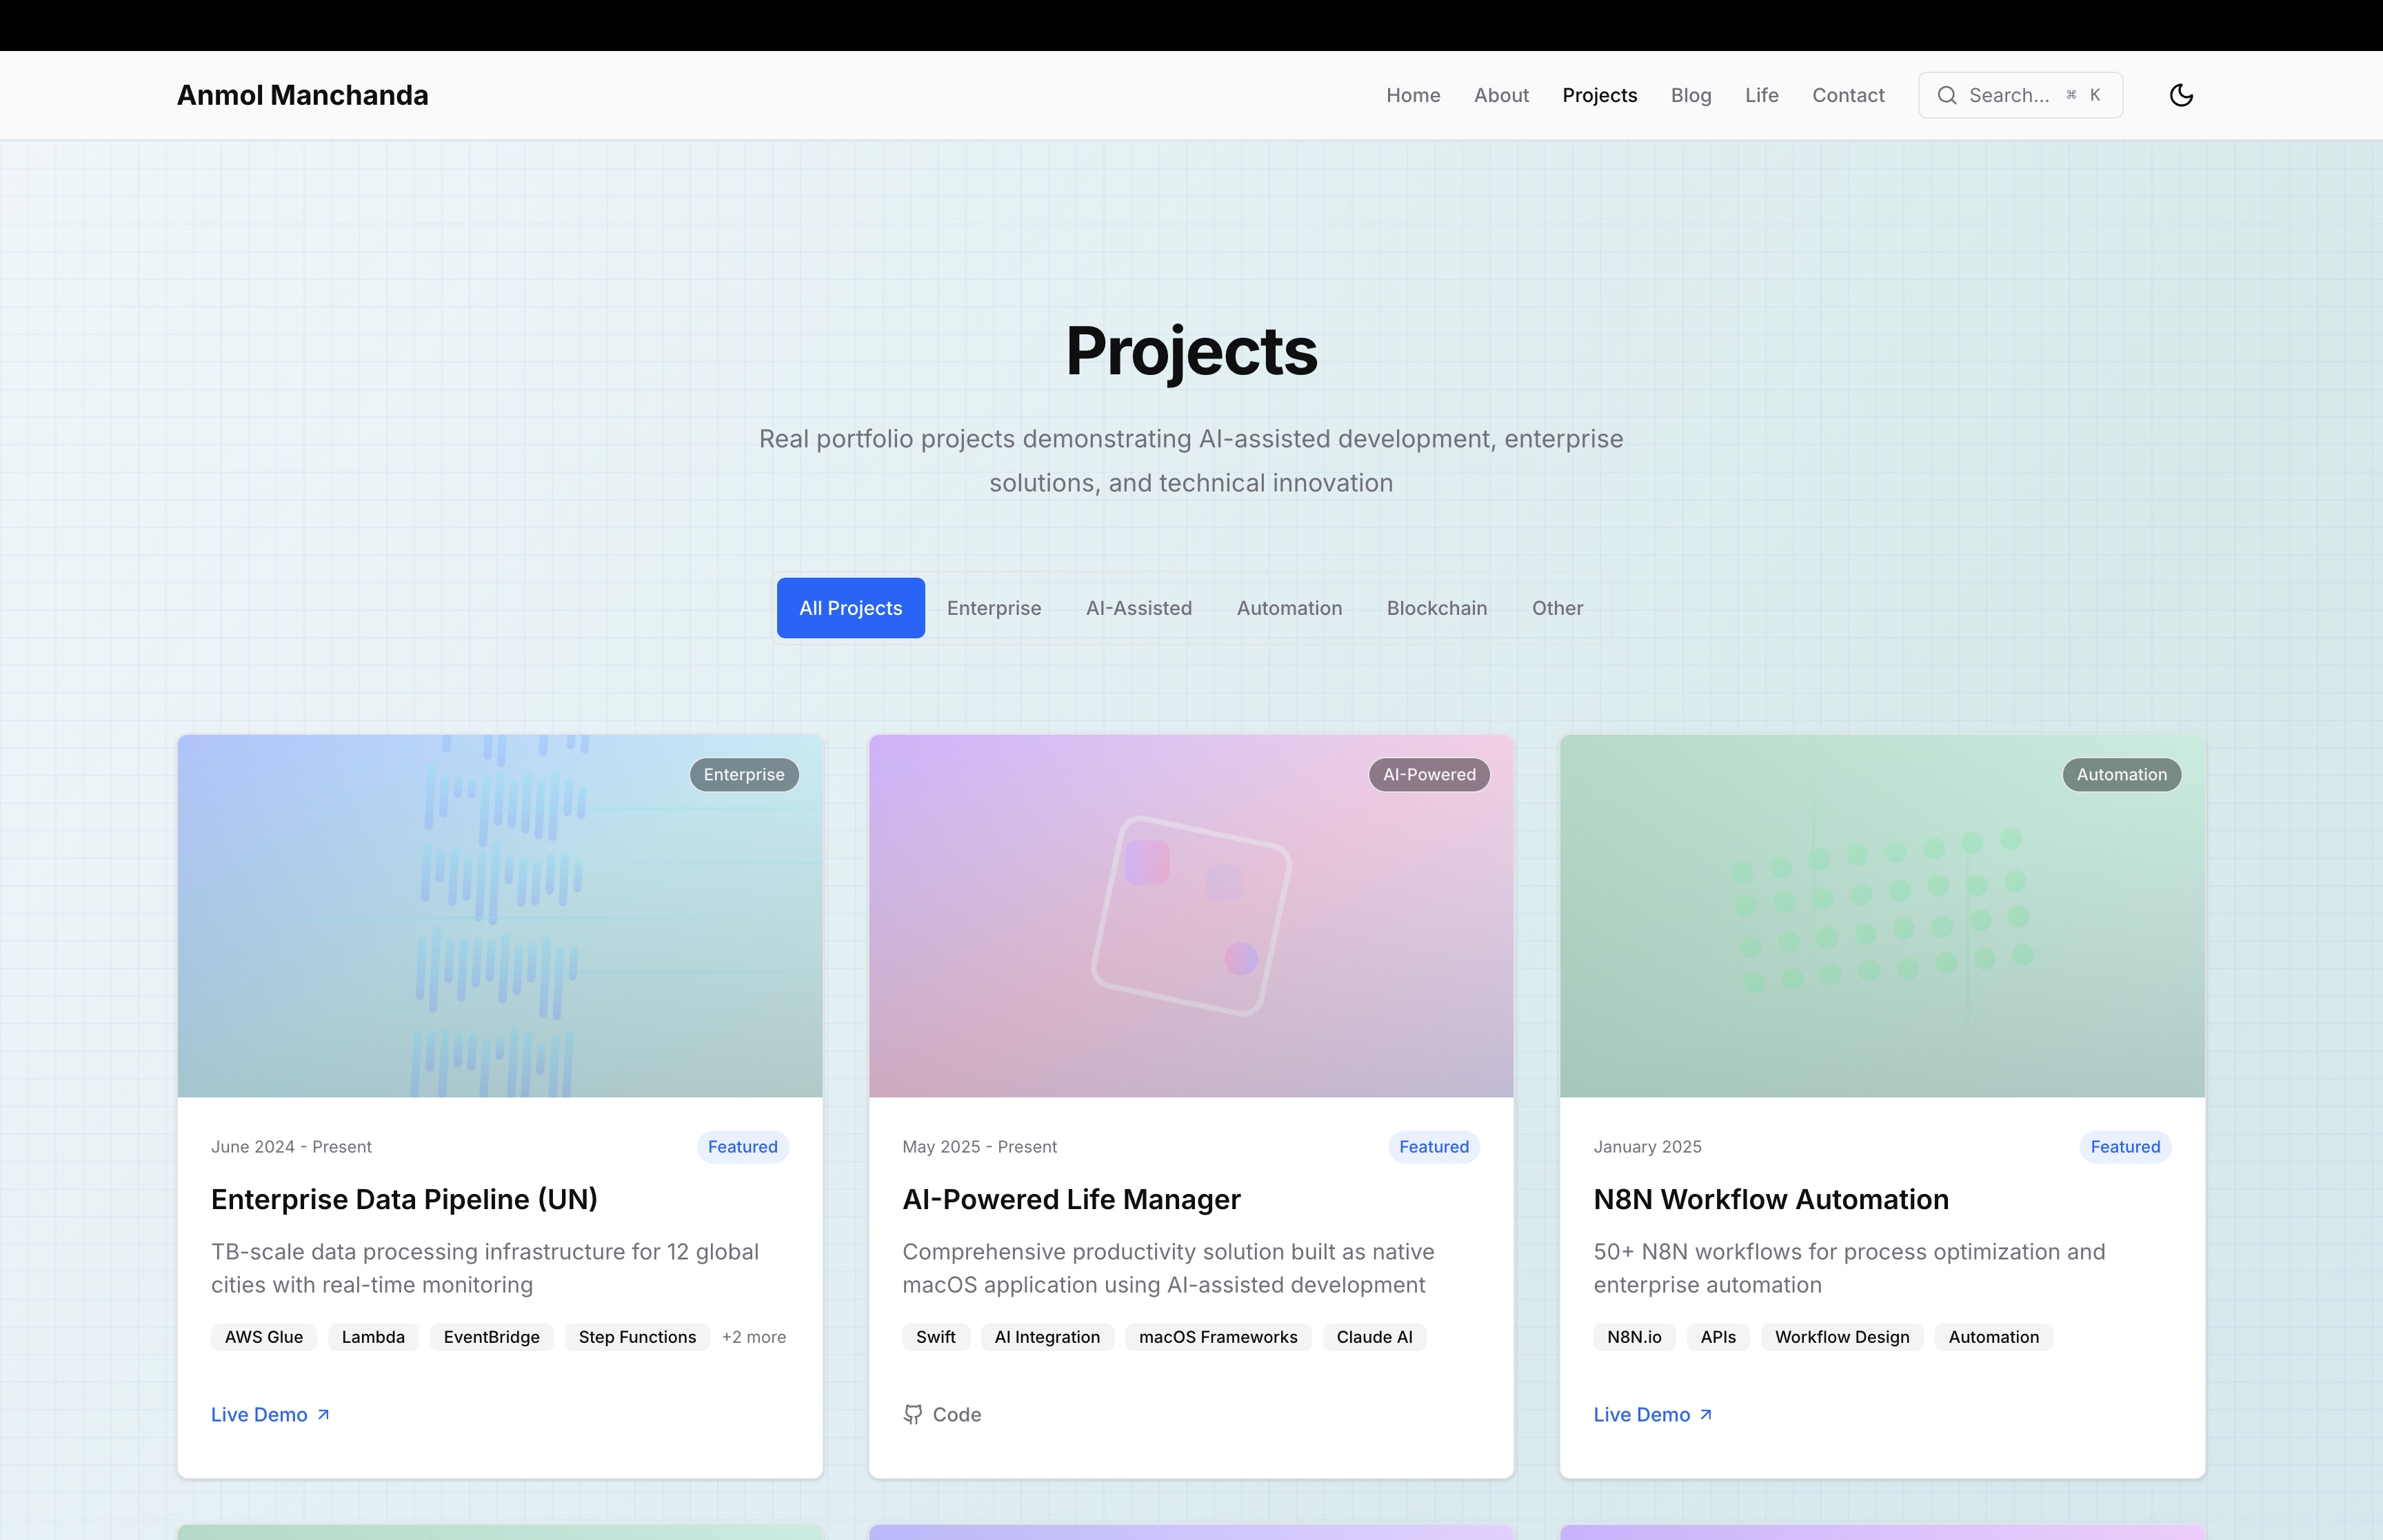 Anmol Manchanda
Home About Projects Blog Life Contact Search... ⌘ K
Projects
Real portfolio projects demonstrating AI-assisted development, enterprise
solutions, and technical innovation
All Projects Enterprise AI-Assisted Automation Blockchain Other
Enterprise
June 2024 - Present Featured
Enterprise Data Pipeline (UN)
TB-scale data processing infrastructure for 12 global
cities with real-time monitoring
AWS Glue Lambda EventBridge Step Functions +2 more
Live Demo
AI-Powered
May 2025 - Present Featured
AI-Powered Life Manager
Comprehensive productivity solution built as native
macOS application using AI-assisted development
Swift AI Integration macOS Frameworks Claude AI
Code
Automation
January 2025 Featured
N8N Workflow Automation
50+ N8N workflows for process optimization and
enterprise automation
N8N.io APIs Workflow Design Automation
Live Demo